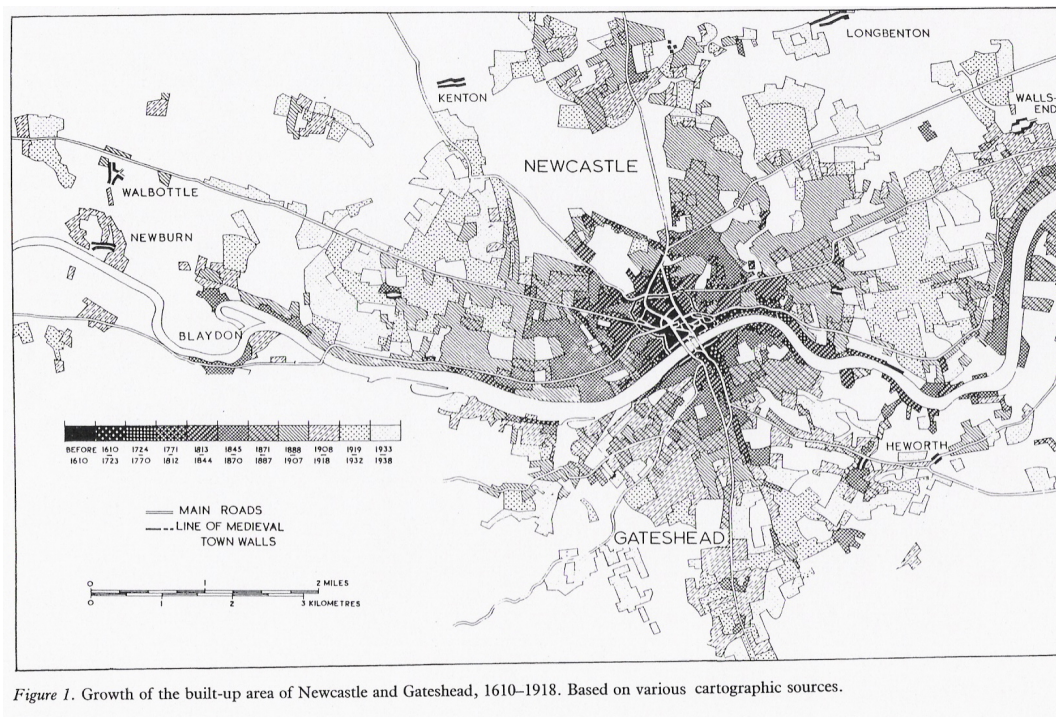 LONGBENTON
KENTON
WALLS-
END
NEWCASTLE
WALBOTTLE
NEWBURN
BLAYDON
BEFORE 1610 1724 1771 1813 1845 1871 1888 1908 1919 1933
1610 1723 1770 1812 1844 1870 1887 1907 1918 1932 1938
HEWORTH
MAIN ROADS
LINE OF MEDIEVAL
TOWN WALLS
GATESHEAD
0 1 2 MILES
0 1 2 3 KILOMETRES
Figure 1. Growth of the built-up area of Newcastle and Gateshead, 1610–1918. Based on various cartographic sources.